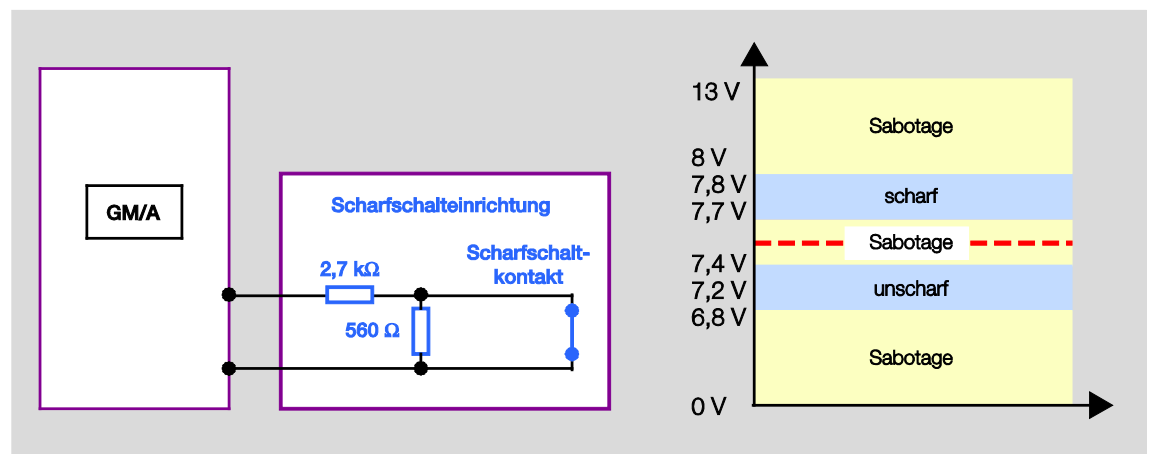 GM/A
Scharfschalteinrichtung
Scharfschalt-
kontakt
2,7 kΩ
560 Ω
13 V
8 V
7,8 V
7,7 V
7,4 V
7,2 V
6,8 V
0 V
Sabotage
scharf
Sabotage
unscharf
Sabotage